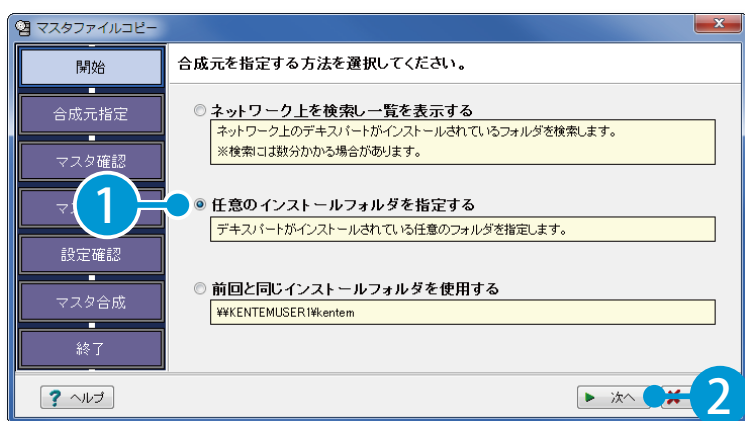 マスタファイルコピー
開始
合成元指定
マスタ確認
マス
設定確認
マスタ合成
終了
合成元を指定する方法を選択してください。
ネットワーク上を検索し一覧を表示する
ネットワーク上のデキスパートがインストールされているフォルダを検索します。
※検索には数分かかる場合があります。
1
任意のインストールフォルダを指定する
デキスパートがインストールされている任意のフォルダを指定します。
前回と同じインストールフォルダを使用する
¥¥KENTEMUSER1¥kentem
? ヘルプ
次へ
2